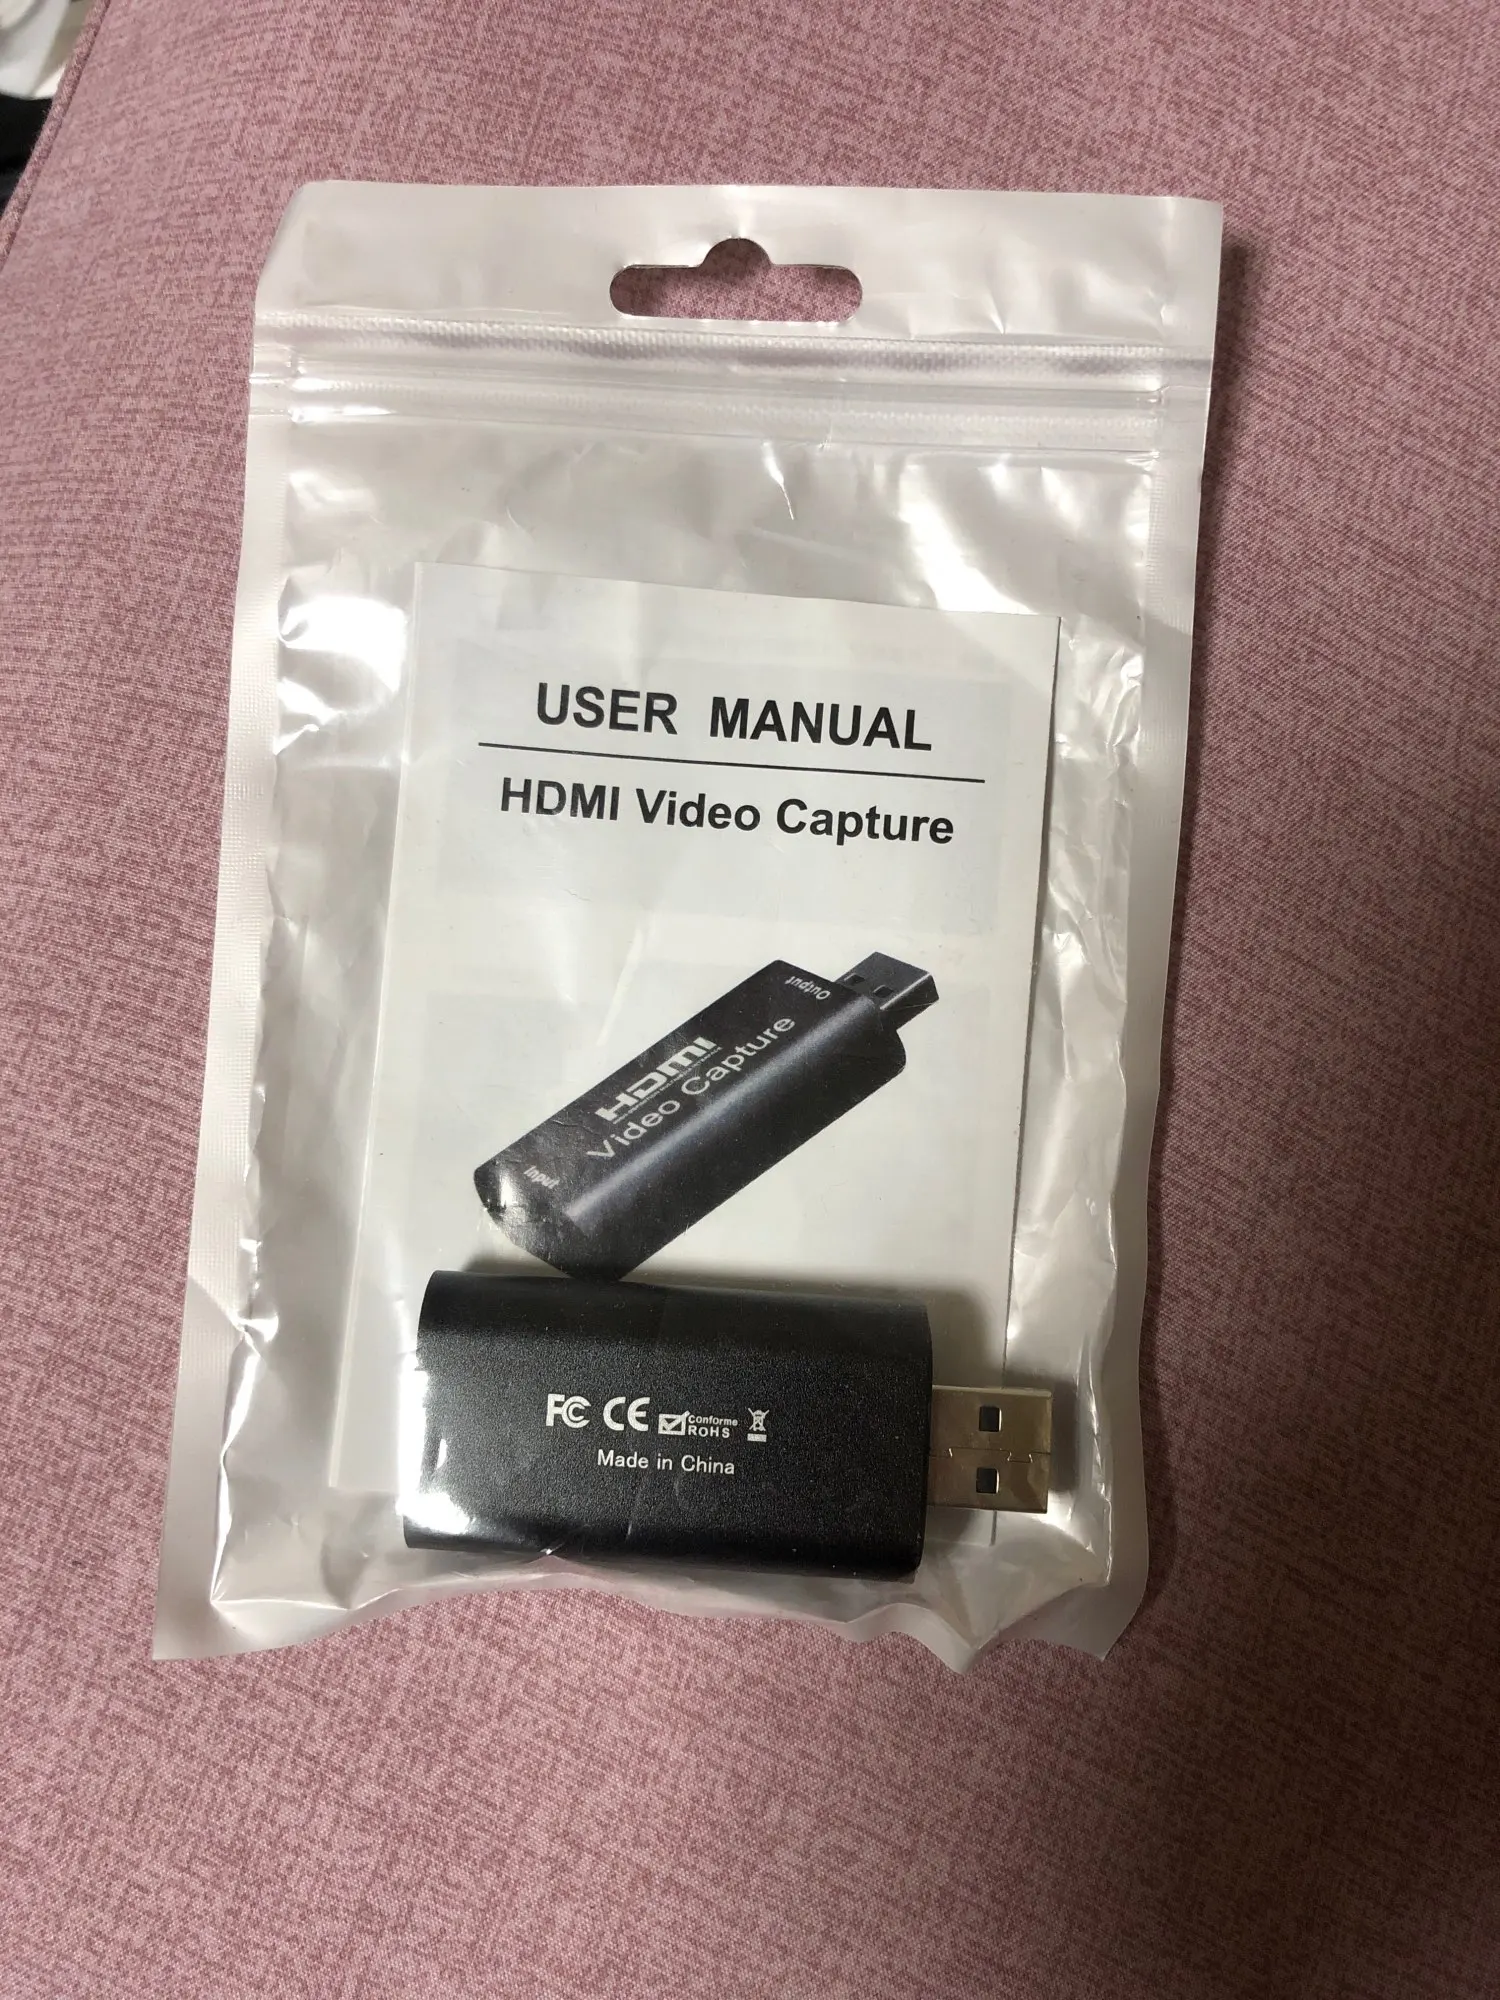 USER MANUAL
HDMI Video Capture
Output
HDMI
Video Capture
Input
FC CE Conforme RoHS
Made in China